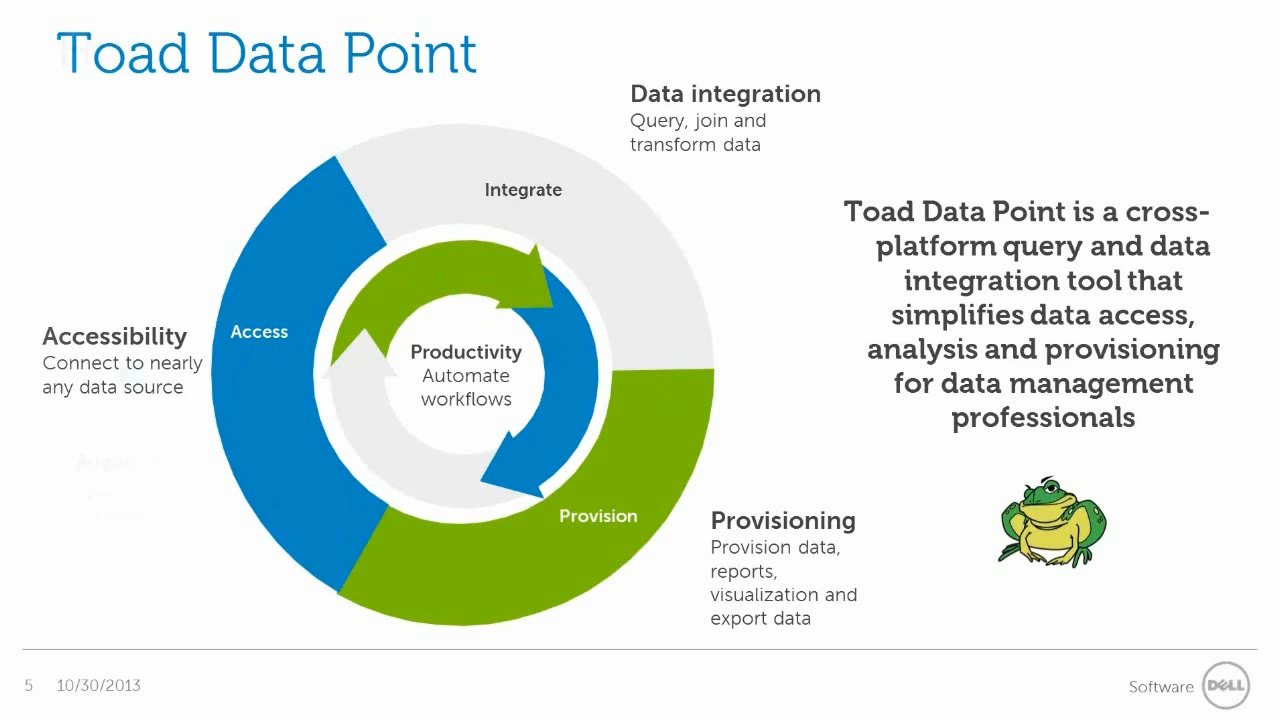 Toad Data Point
Data integration
Query, join and
transform data
Integrate
Toad Data Point is a cross-
platform query and data
integration tool that
simplifies data access,
analysis and provisioning
for data management
professionals
Accessibility
Connect to nearly
any data source
Access
Productivity
Automate
workflows
Provision
Provisioning
Provision data,
reports,
visualization and
export data
5 10/30/2013
Software DELL